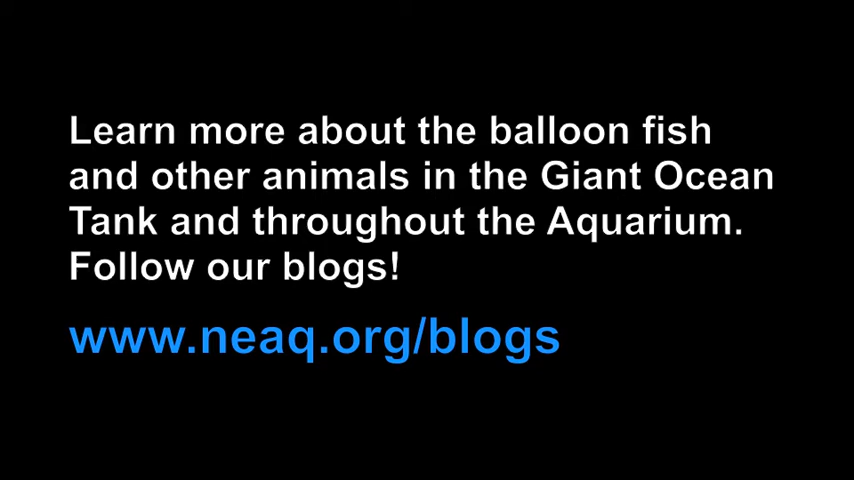 Learn more about the balloon fish
and other animals in the Giant Ocean
Tank and throughout the Aquarium.
Follow our blogs!
www.neaq.org/blogs